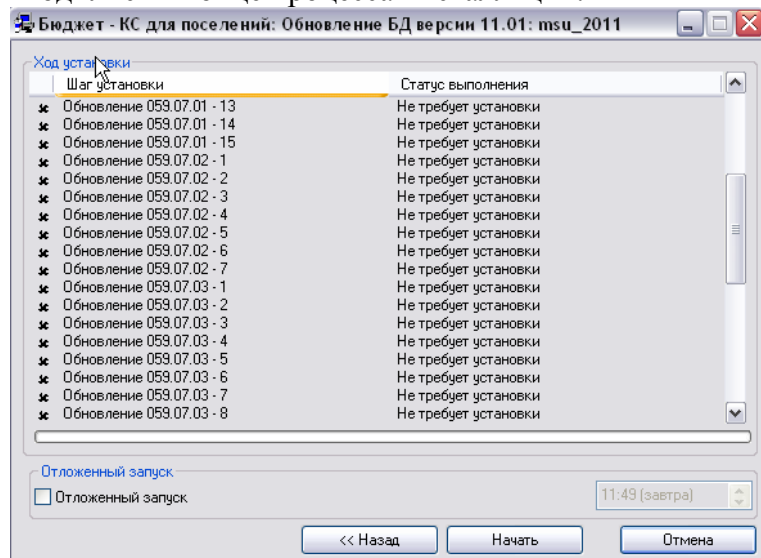 Бюджет - КС для поселений: Обновление БД версии 11.01: msu_2011
Ход установки
Шаг установки Статус выполнения
Обновление 059.07.01 - 13 Не требует установки
Обновление 059.07.01 - 14 Не требует установки
Обновление 059.07.01 - 15 Не требует установки
Обновление 059.07.02 - 1 Не требует установки
Обновление 059.07.02 - 2 Не требует установки
Обновление 059.07.02 - 3 Не требует установки
Обновление 059.07.02 - 4 Не требует установки
Обновление 059.07.02 - 5 Не требует установки
Обновление 059.07.02 - 6 Не требует установки
Обновление 059.07.02 - 7 Не требует установки
Обновление 059.07.03 - 1 Не требует установки
Обновление 059.07.03 - 2 Не требует установки
Обновление 059.07.03 - 3 Не требует установки
Обновление 059.07.03 - 4 Не требует установки
Обновление 059.07.03 - 5 Не требует установки
Обновление 059.07.03 - 6 Не требует установки
Обновление 059.07.03 - 7 Не требует установки
Обновление 059.07.03 - 8 Не требует установки
Отложенный запуск
Отложенный запуск 11:49 (завтра)
<< Назад Начать Отмена